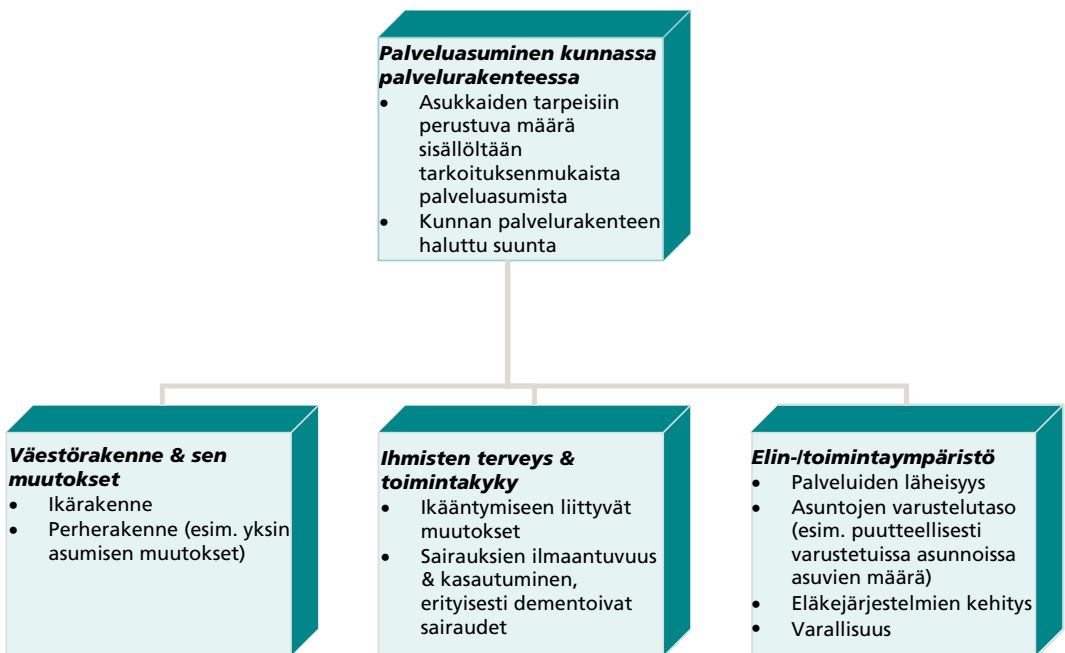 Palveluasuminen kunnassa
palvelurakenteessa
• Asukkaiden tarpeisiin
perustuva määrä
sisällöltään
tarkoituksenmukaista
palveluasumista
• Kunnan palvelurakenteen
haluttu suunta
Väestörakenne & sen
muutokset
• Ikärakenne
• Perherakenne (esim. yksin
asumisen muutokset)
Ihmisten terveys &
toimintakyky
• Ikääntymiseen liittyvät
muutokset
• Sairauksien ilmaantuvuus
& kasautuminen,
erityisesti dementoivat
sairaudet
Elin-/toimintaympäristö
• Palveluiden läheisyys
• Asuntojen varustelutaso
(esim. puutteellisesti
varustetuissa asunnoissa
asuvien määrä)
• Eläkejärjestelmien kehitys
• Varallisuus